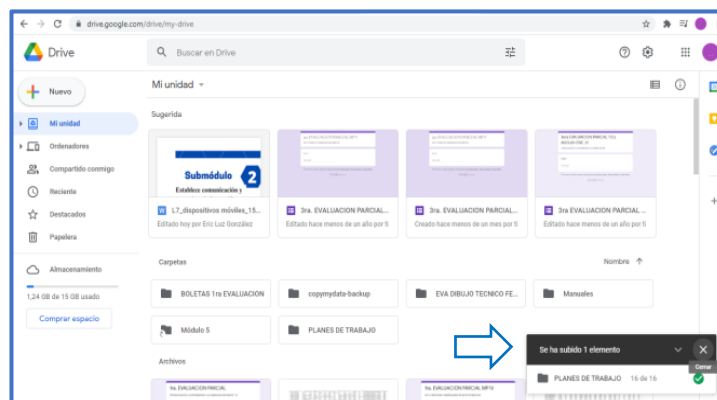 drive.google.com/drive/my-drive
Drive
Buscar en Drive
Nuevo
Mi unidad
Mi unidad
Ordenadores
Compartido conmigo
Reciente
Destacados
Papelera
Almacenamiento
1,24 GB de 15 GB usado
Comprar espacio
Sugerida
Submódulo 2
Establece comunicación y
L7_dispositivos móviles_15...
Editado hoy por Eric Luz González
3ra. EVALUACION PARCIAL...
Editado hace menos de un año por ti
3ra. EVALUACION PARCIAL...
Creado hace menos de un mes por ti
3ra EVALUACION PARCIAL ...
Editado hace menos de un año por ti
Carpetas
Nombre
BOLETAS 1ra EVALUACION
copymydata-backup
EVA DIBUJO TECNICO FE...
Manuales
Módulo 5
PLANES DE TRABAJO
Archivos
Se ha subido 1 elemento
Cerrar
PLANES DE TRABAJO 16 de 16